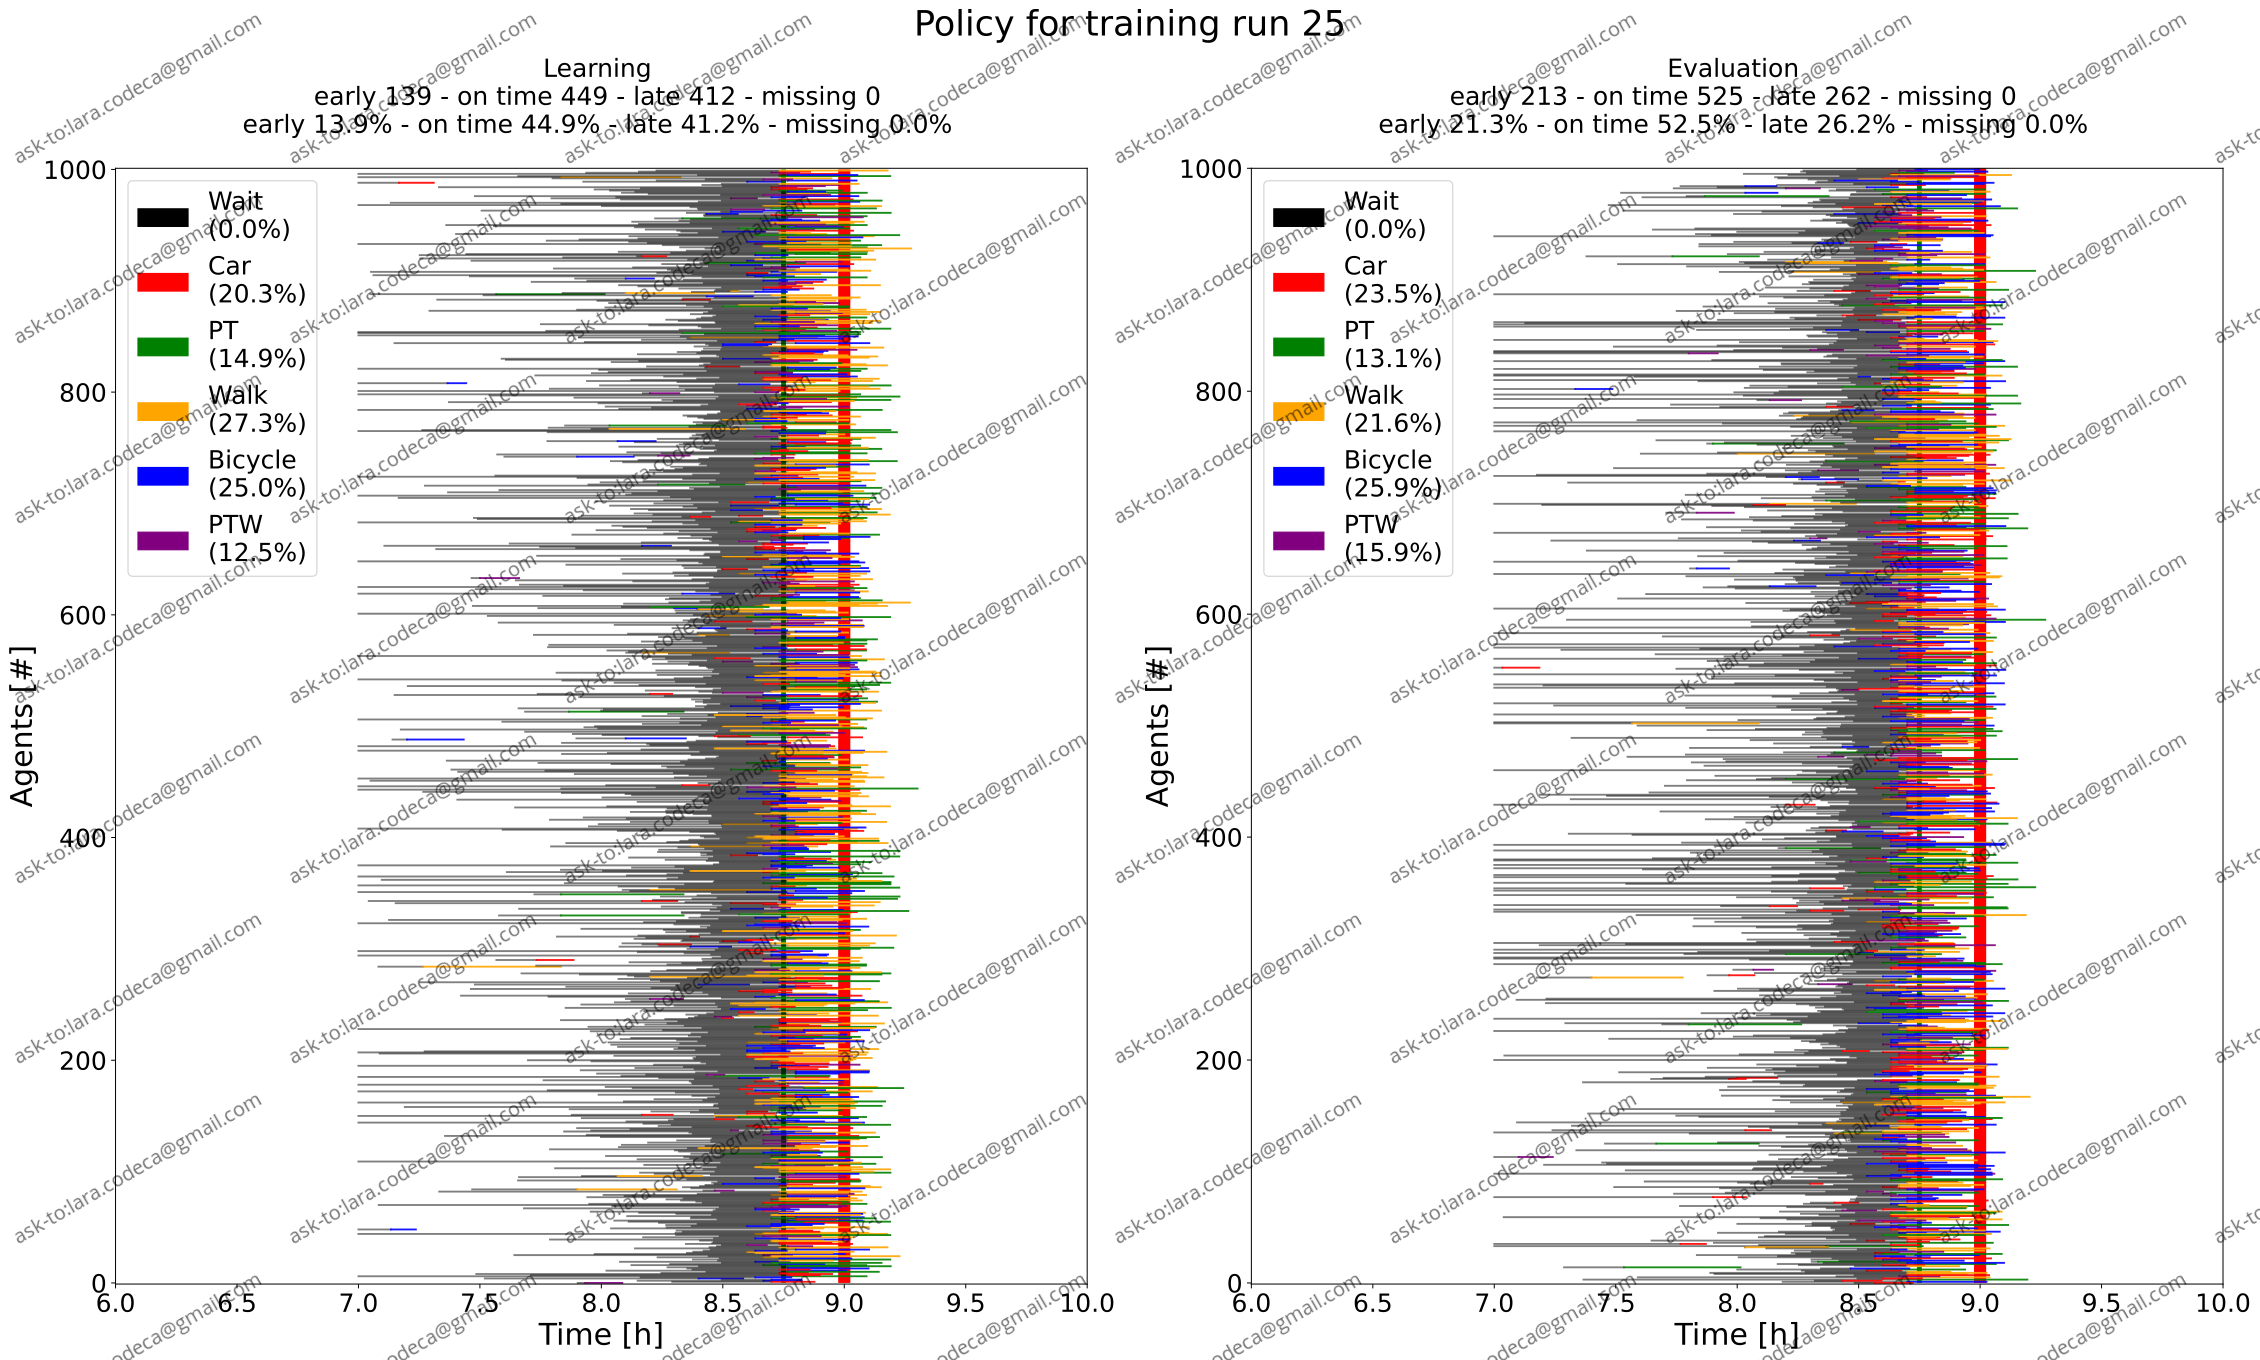 Policy for training run 25
Learning
early 139 - on time 449 - late 412 - missing 0
early 13.9% - on time 44.9% - late 41.2% - missing 0.0%
1000
800
600
400
200
0
Agents [#]
Wait
(0.0%)
Car
(20.3%)
PT
(14.9%)
Walk
(27.3%)
Bicycle
(25.0%)
PTW
(12.5%)
6.0 6.5 7.0 7.5 8.0 8.5 9.0 9.5 10.0
Time [h]
Evaluation
early 213 - on time 525 - late 262 - missing 0
early 21.3% - on time 52.5% - late 26.2% - missing 0.0%
1000
800
600
400
200
0
Agents [#]
Wait
(0.0%)
Car
(23.5%)
PT
(13.1%)
Walk
(21.6%)
Bicycle
(25.9%)
PTW
(15.9%)
6.0 6.5 7.0 7.5 8.0 8.5 9.0 9.5 10.0
Time [h]
ask-to:lara.codeca@gmail.com